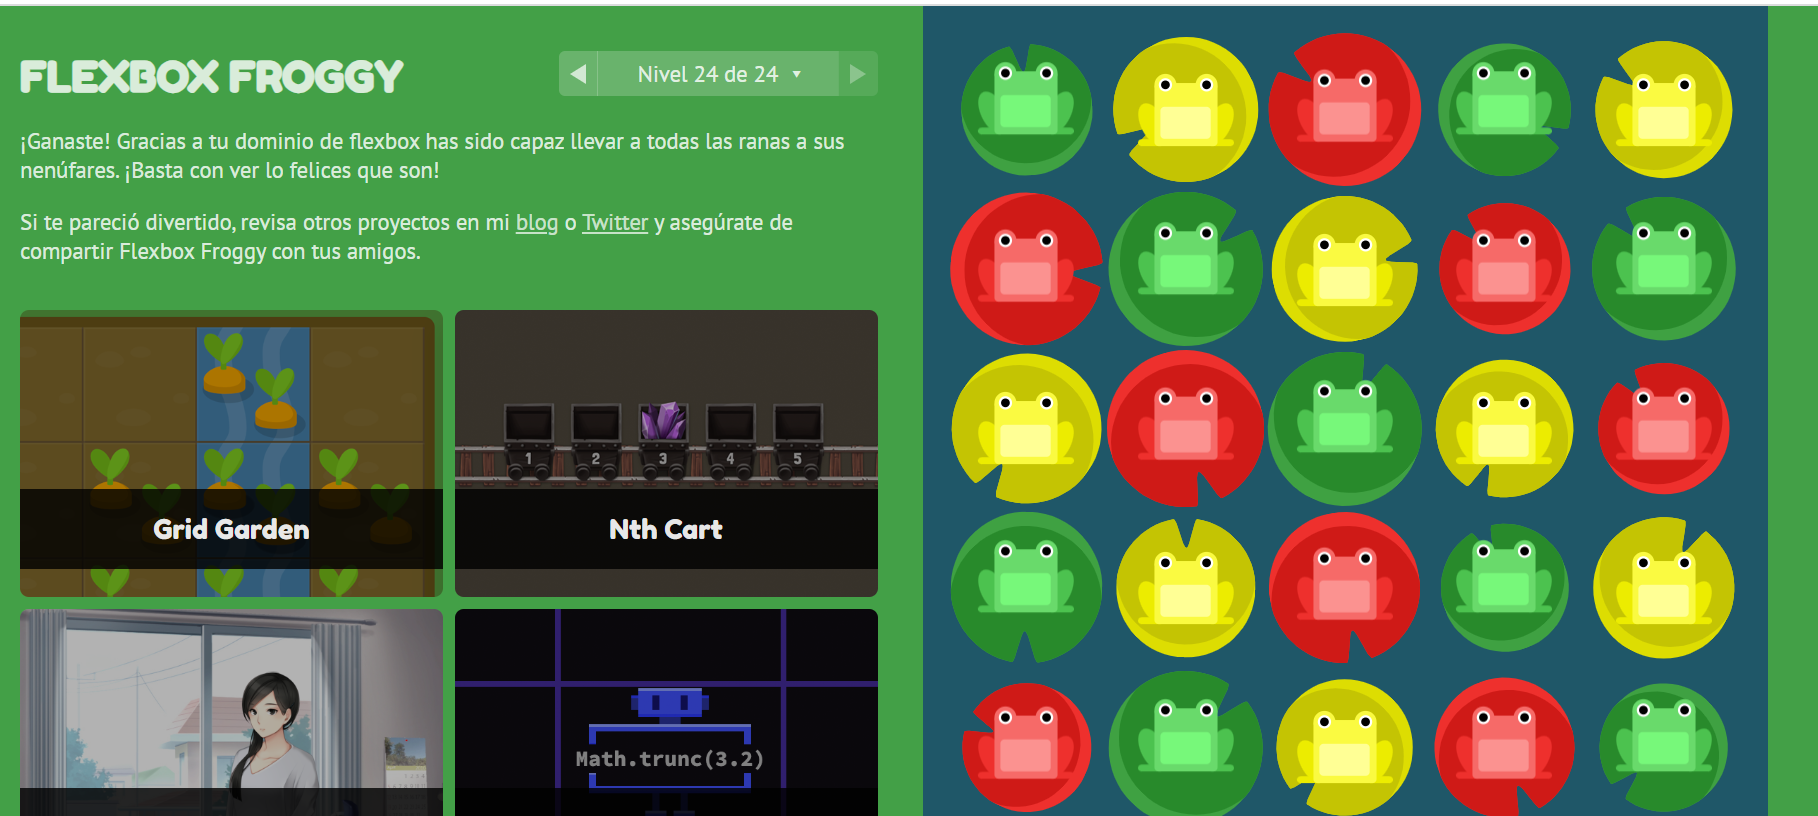 FLEXBOX FROGGY
Nivel 24 de 24
¡Ganaste! Gracias a tu dominio de flexbox has sido capaz llevar a todas las ranas a sus
nenúfares. ¡Basta con ver lo felices que son!
Si te pareció divertido, revisa otros proyectos en mi blog o Twitter y asegúrate de
compartir Flexbox Froggy con tus amigos.
1 2 3 4 5
Grid Garden
Nth Cart
Math.trunc(3.2)